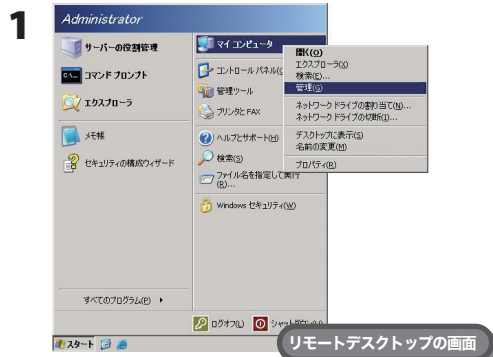 1
Administrator
サーバーの役割管理
コマンド プロンプト
エクスプローラ
メモ帳
セキュリティの構成ウィザード
すべてのプログラム(P)
マイ コンピュータ
コントロール パネル(C)
管理ツール
プリンタと FAX
ヘルプとサポート(H)
検索(S)
ファイル名を指定して実行(R)...
Windows セキュリティ(W)
開く(O)
エクスプローラ(X)
検索(E)...
管理(G)
ネットワーク ドライブの割り当て(N)...
ネットワーク ドライブの切断(I)...
デスクトップに表示(S)
名前の変更(M)
プロパティ(R)
ログオフ(L)
スタート
リモートデスクトップの画面